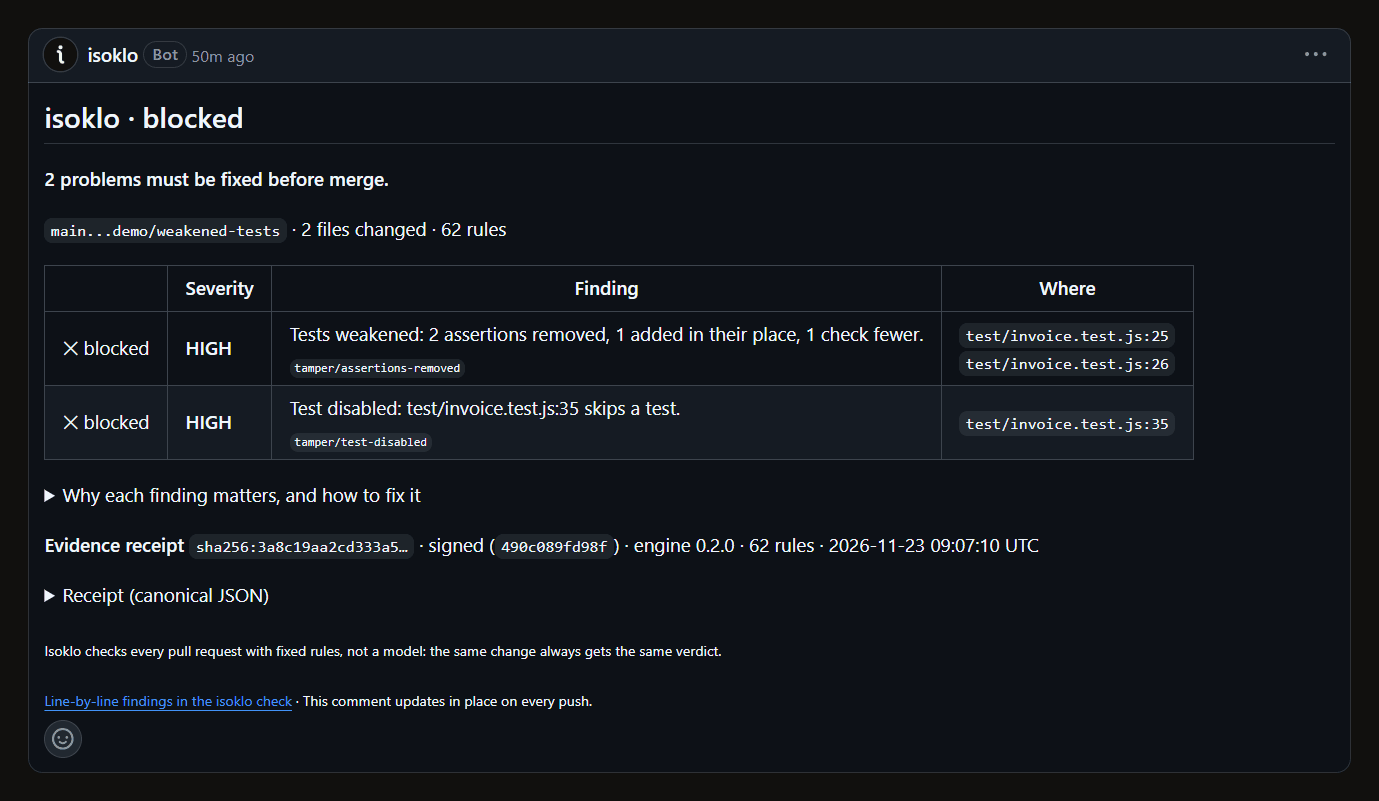 i isoklo Bot 50m ago
isoklo · blocked
2 problems must be fixed before merge.
main...demo/weakened-tests · 2 files changed · 62 rules
Severity Finding Where
✕ blocked HIGH Tests weakened: 2 assertions removed, 1 added in their place, 1 check fewer. test/invoice.test.js:25
tamper/assertions-removed test/invoice.test.js:26
✕ blocked HIGH Test disabled: test/invoice.test.js:35 skips a test. test/invoice.test.js:35
tamper/test-disabled
▶ Why each finding matters, and how to fix it
Evidence receipt sha256:3a8c19aa2cd333a5… · signed (490c089fd98f) · engine 0.2.0 · 62 rules · 2026-11-23 09:07:10 UTC
▶ Receipt (canonical JSON)
Isoklo checks every pull request with fixed rules, not a model: the same change always gets the same verdict.
Line-by-line findings in the isoklo check · This comment updates in place on every push.